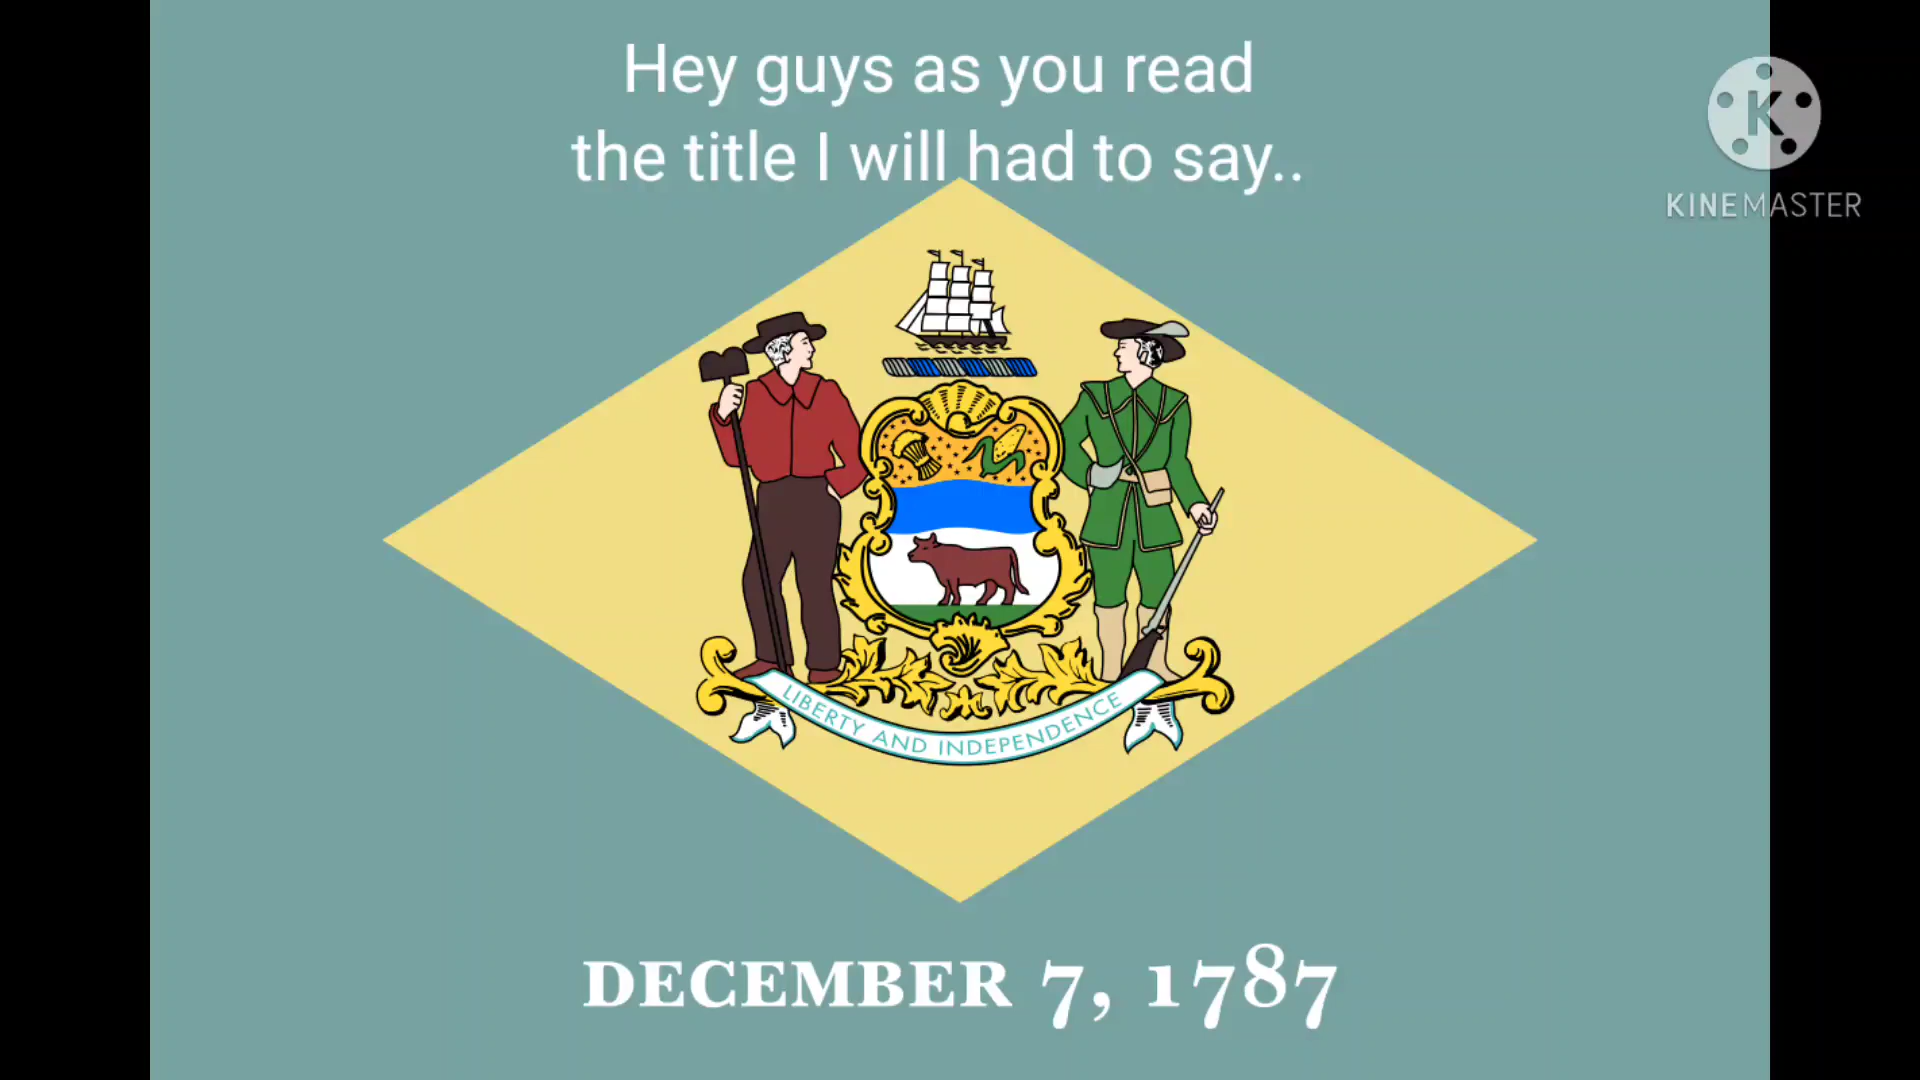 Hey guys as you read
the title I will had to say..
K
KINEMASTER
LIBERTY AND INDEPENDENCE
DECEMBER 7, 1787